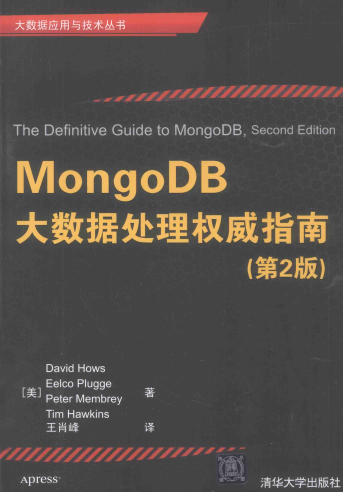 大数据应用与技术丛书
The Definitive Guide to MongoDB, Second Edition
MongoDB
大数据处理权威指南
(第2版)
David Hows
Eelco Plugge
[美] Peter Membrey 著
Tim Hawkins
王肖峰 译
Apress®
清华大学出版社